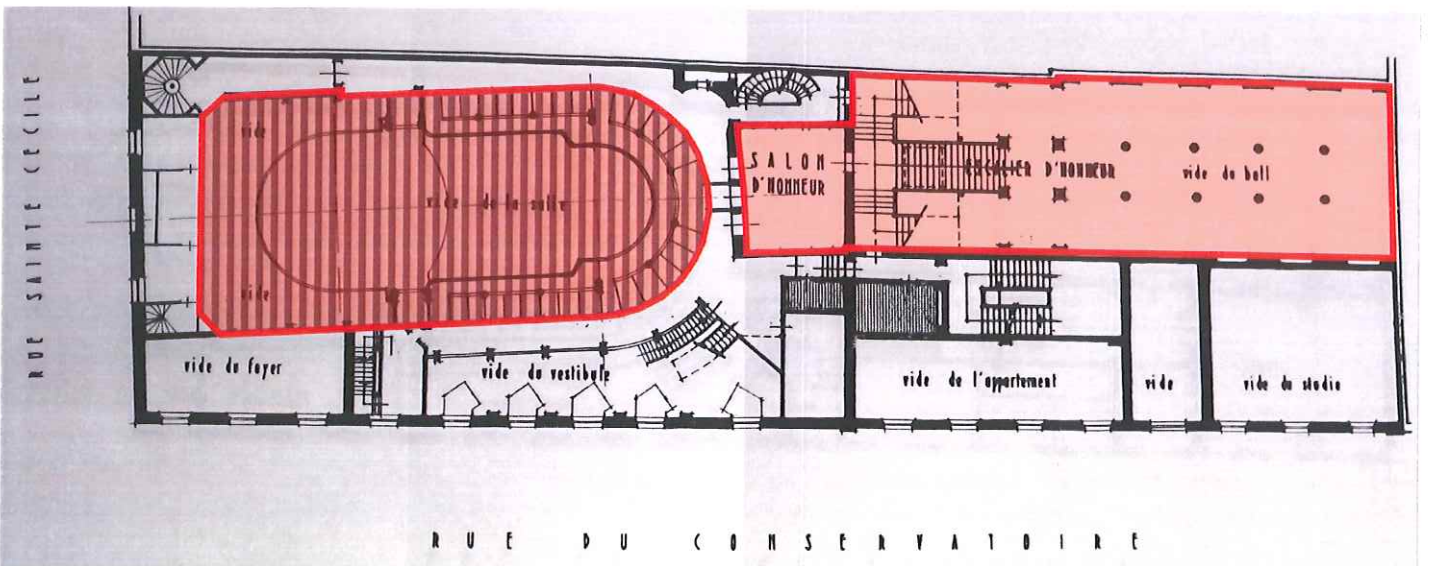 RUE SAINTE CECILE
vide
vide de la salle
vide
SALON
D'HONNEUR
ESCALIER D'HONNEUR
vide du hall
vide du foyer
vide du vestibule
vide de l'appartement
vide
vide du studio
RUE DU CONSERVATOIRE